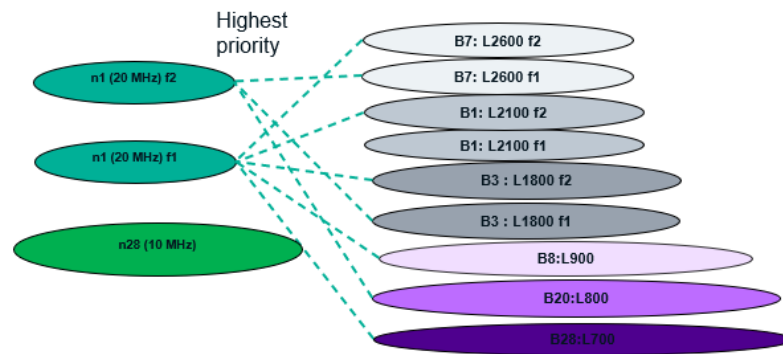 Highest
priority
n1 (20 MHz) f2
n1 (20 MHz) f1
n28 (10 MHz)
B7: L2600 f2
B7: L2600 f1
B1: L2100 f2
B1: L2100 f1
B3 : L1800 f2
B3 : L1800 f1
B8:L900
B20:L800
B28:L700